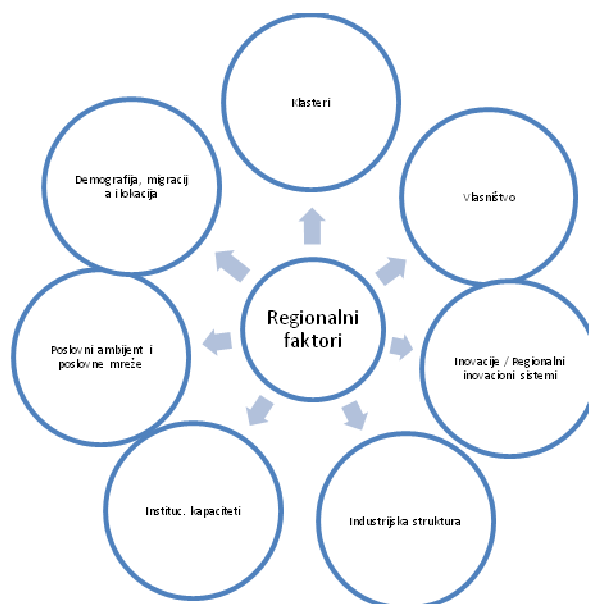 Klasteri
Demografija, migracij
a i lokacija
Vlasništvo
Regionalni
faktori
Poslovni ambijent i
poslovne mreže
Inovacije / Regionalni
inovacioni sistemi
Instituc. kapaciteti
Industrijska struktura